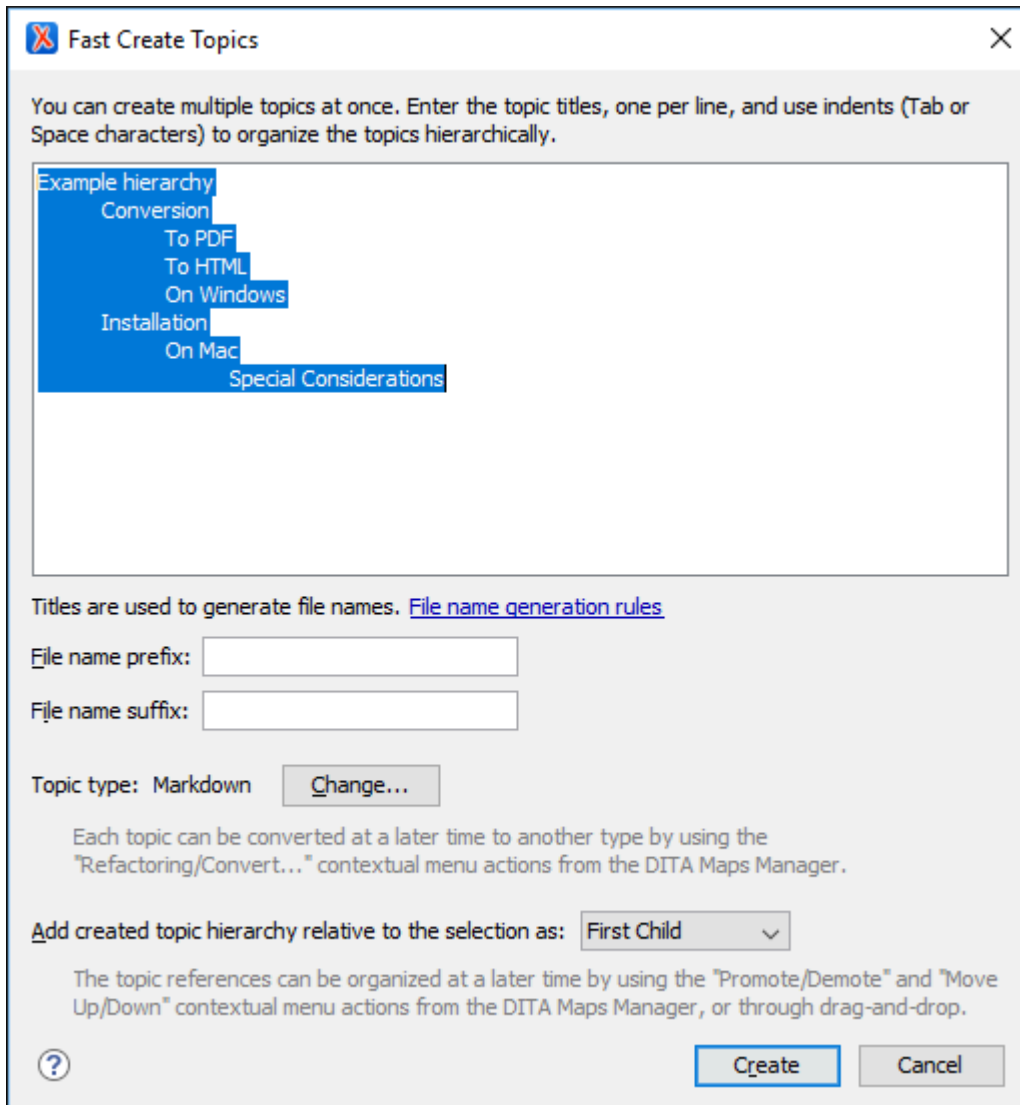 Fast Create Topics
You can create multiple topics at once. Enter the topic titles, one per line, and use indents (Tab or
Space characters) to organize the topics hierarchically.
Example hierarchy
Conversion
To PDF
To HTML
On Windows
Installation
On Mac
Special Considerations
Titles are used to generate file names. File name generation rules
File name prefix:
File name suffix:
Topic type: Markdown Change...
Each topic can be converted at a later time to another type by using the
"Refactoring/Convert..." contextual menu actions from the DITA Maps Manager.
Add created topic hierarchy relative to the selection as: First Child
The topic references can be organized at a later time by using the "Promote/Demote" and "Move
Up/Down" contextual menu actions from the DITA Maps Manager, or through drag-and-drop.
? Create Cancel